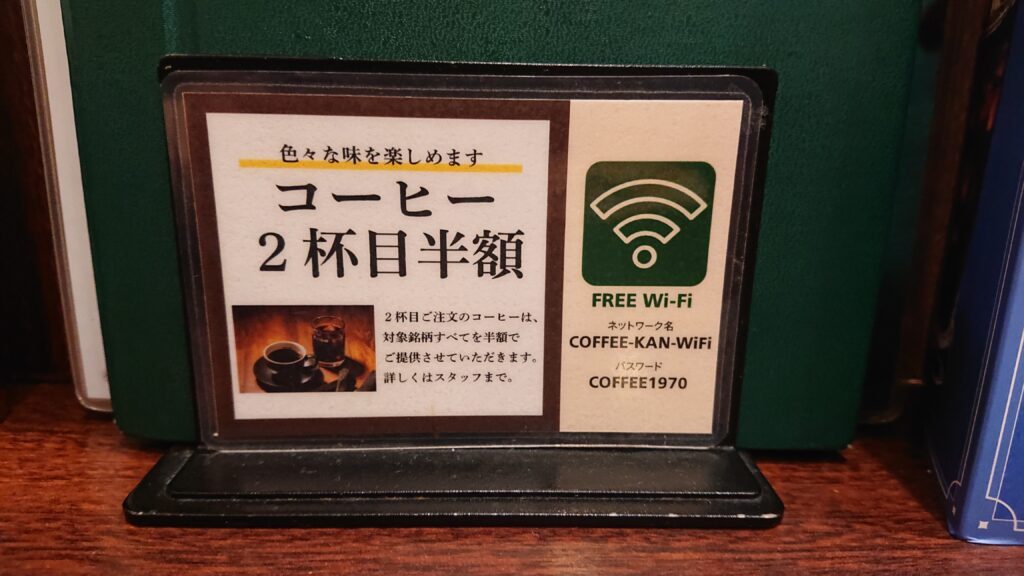 色々な味を楽しめます
コーヒー
2杯目半額
2杯目ご注文のコーヒーは、
対象銘柄すべてを半額で
ご提供させていただきます。
詳しくはスタッフまで。
FREE Wi-Fi
ネットワーク名
COFFEE-KAN-WiFi
パスワード
COFFEE1970